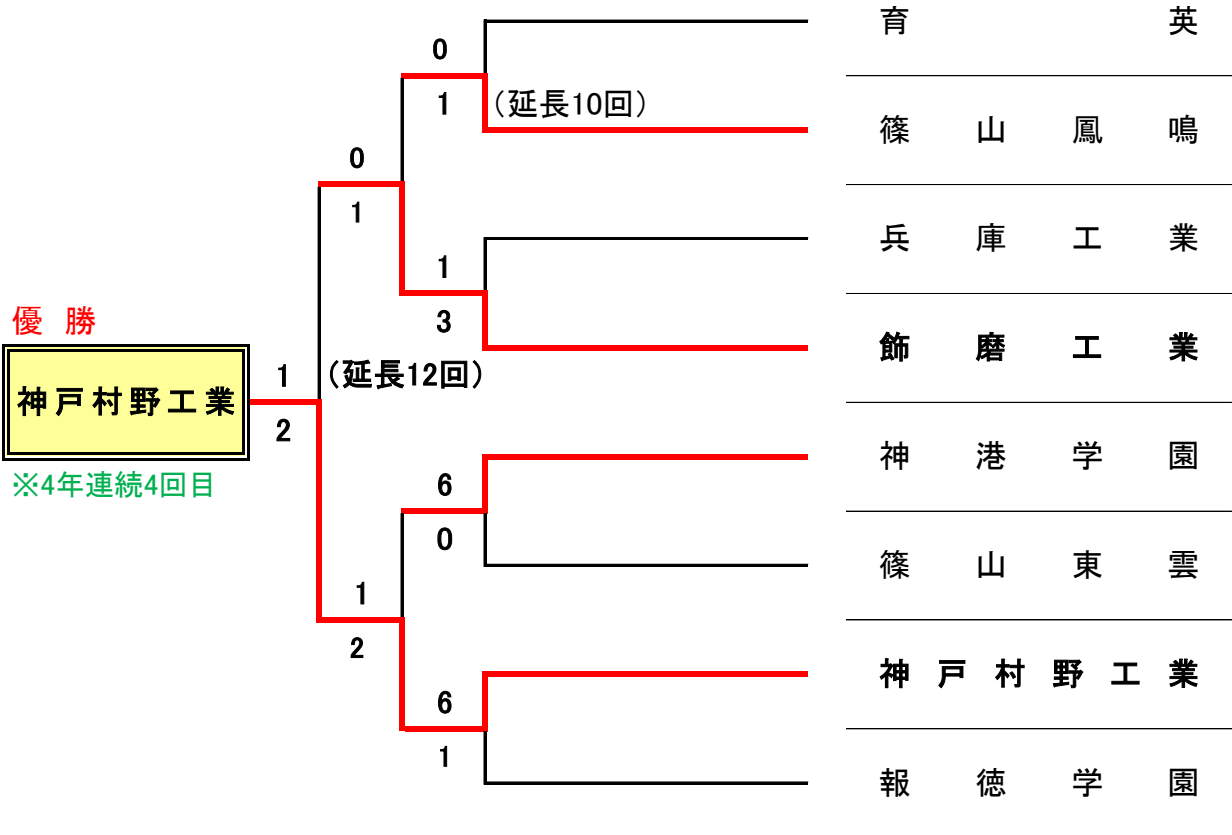 育英
0
1
(延長10回)
篠山鳳鳴
0
1
兵庫工業
1
3
飾磨工業
優勝
神戸村野工業
※4年連続4回目
1
2
(延長12回)
神港学園
6
0
篠山東雲
1
2
神戸村野工業
6
1
報徳学園